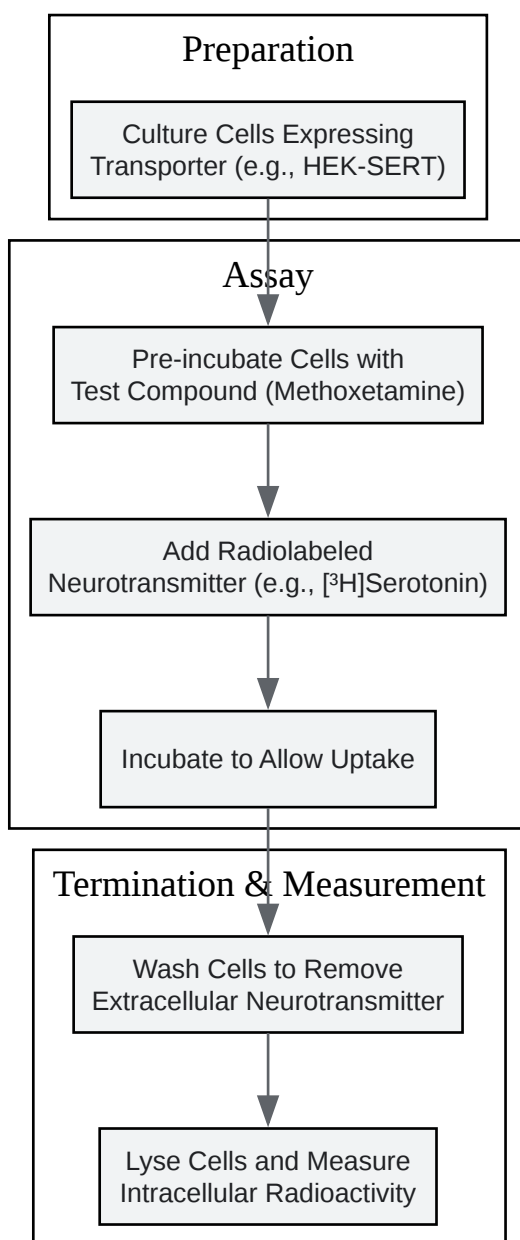 Preparation
Culture Cells Expressing
Transporter (e.g., HEK-SERT)
Assay
Pre-incubate Cells with
Test Compound (Methoxetamine)
Add Radiolabeled
Neurotransmitter (e.g., [³H]Serotonin)
Incubate to Allow Uptake
Termination & Measurement
Wash Cells to Remove
Extracellular Neurotransmitter
Lyse Cells and Measure
Intracellular Radioactivity